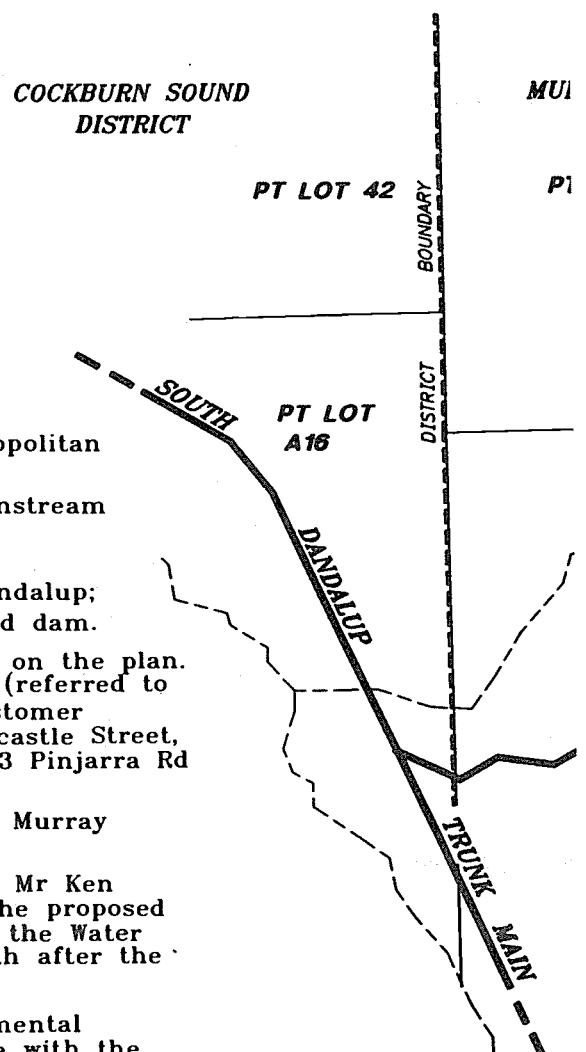 COCKBURN SOUND
DISTRICT
PT LOT 42
BOUNDARY
DISTRICT
SOUTH
PT LOT
A16
DANDALUP
TRUNK MAIN
opolitan
nstream
ndalup;
d dam.
on the plan.
(referred to
stomer
castle Street,
3 Pinjarra Rd
Murray
Mr Ken
he proposed
the Water
th after the
mental
e with the